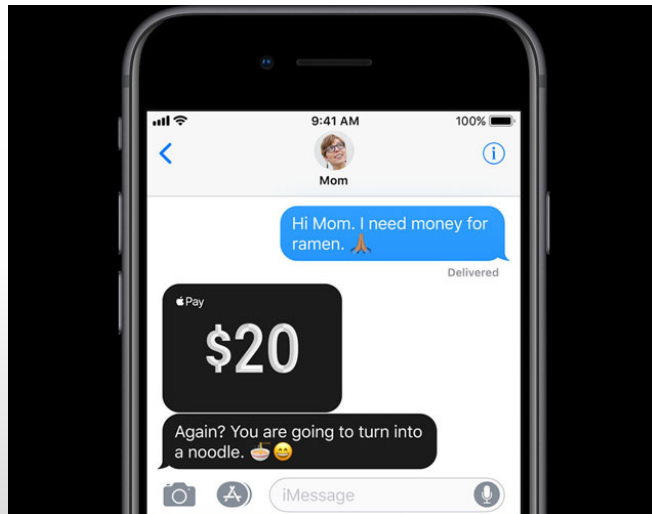 9:41 AM
100%
Mom
Hi Mom. I need money for
ramen. 🙏🏽
Delivered
Pay
$20
Again? You are going to turn into
a noodle. 🍜😄
iMessage